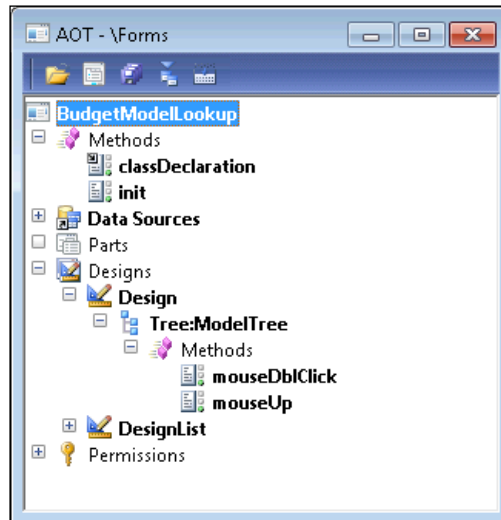 AOT - \Forms
BudgetModelLookup
Methods
classDeclaration
init
Data Sources
Parts
Designs
Design
Tree:ModelTree
Methods
mouseDblClick
mouseUp
DesignList
Permissions